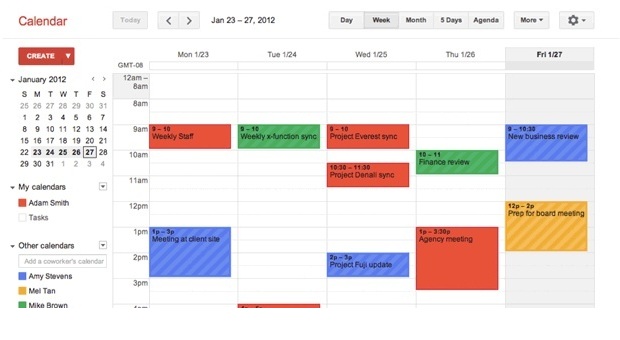 Calendar
Today < > Jan 23 – 27, 2012 Day Week Month 5 Days Agenda More
CREATE
Mon 1/23 Tue 1/24 Wed 1/25 Thu 1/26 Fri 1/27
GMT-08
January 2012 < >
S M T W T F S
25 26 27 28 29 30 31
1 2 3 4 5 6 7
8 9 10 11 12 13 14
15 16 17 18 19 20 21
22 23 24 25 26 27 28
29 30 31 1 2 3 4
My calendars
Adam Smith
Tasks
Other calendars
Add a coworker's calendar
Amy Stevens
Mel Tan
Mike Brown
12am –
8am
8am
9am
10am
11am
1pm
2pm
3pm
9 – 10
Weekly Staff
1p – 3p
Meeting at client site
9 – 10
Weekly x-function sync
9 – 10
Project Everest sync
10:30 – 11:30
Project Denali sync
2p – 3p
Project Fuji update
10 – 11
Finance review
1p – 3:30p
Agency meeting
9 – 10:30
New business review
12p – 2p
Prep for board meeting